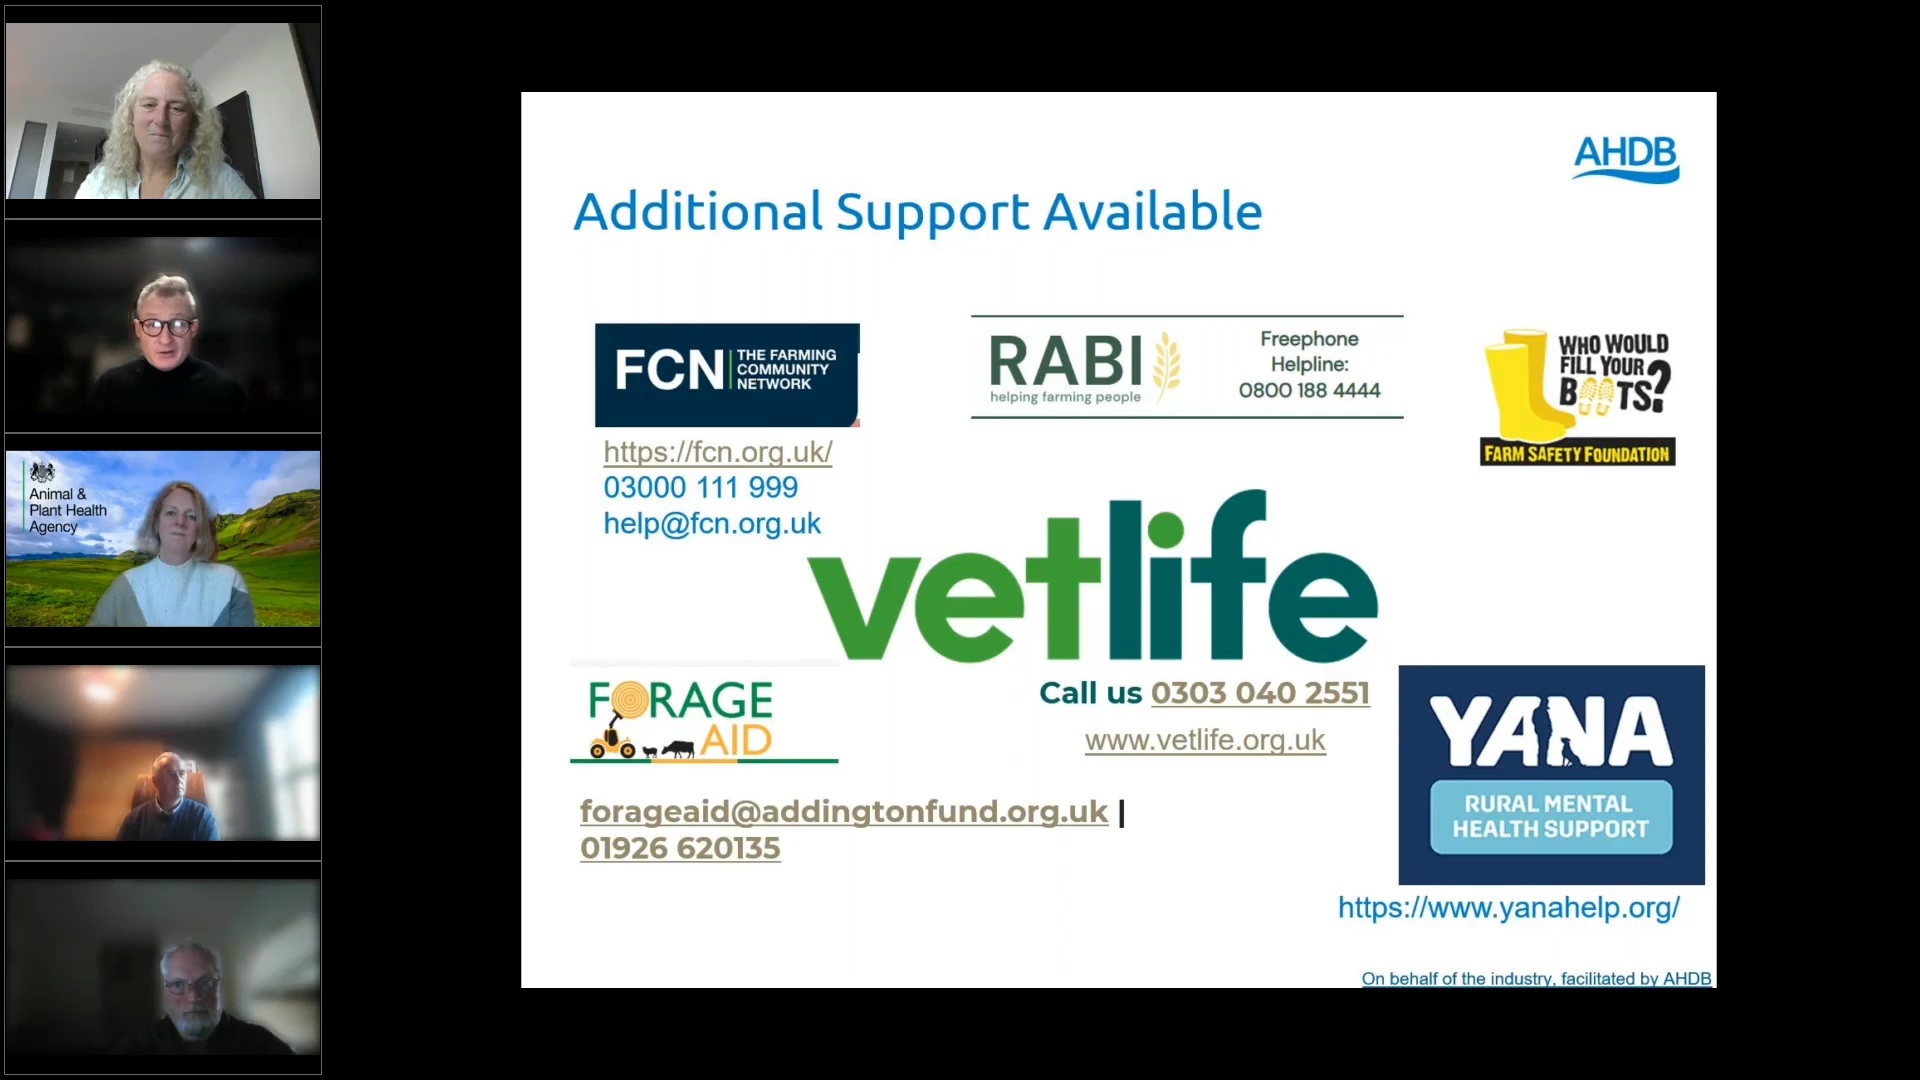 Animal &
Plant Health
Agency
AHDB
Additional Support Available
FCN
THE FARMING
COMMUNITY
NETWORK
https://fcn.org.uk/
03000 111 999
help@fcn.org.uk
RABI
helping farming people
Freephone
Helpline:
0800 188 4444
WHO WOULD
FILL YOUR
BOOTS?
FARM SAFETY FOUNDATION
vetlife
Call us 0303 040 2551
www.vetlife.org.uk
FORAGE
AID
forageaid@addingtonfund.org.uk |
01926 620135
YANA
RURAL MENTAL
HEALTH SUPPORT
https://www.yanahelp.org/
On behalf of the industry, facilitated by AHDB